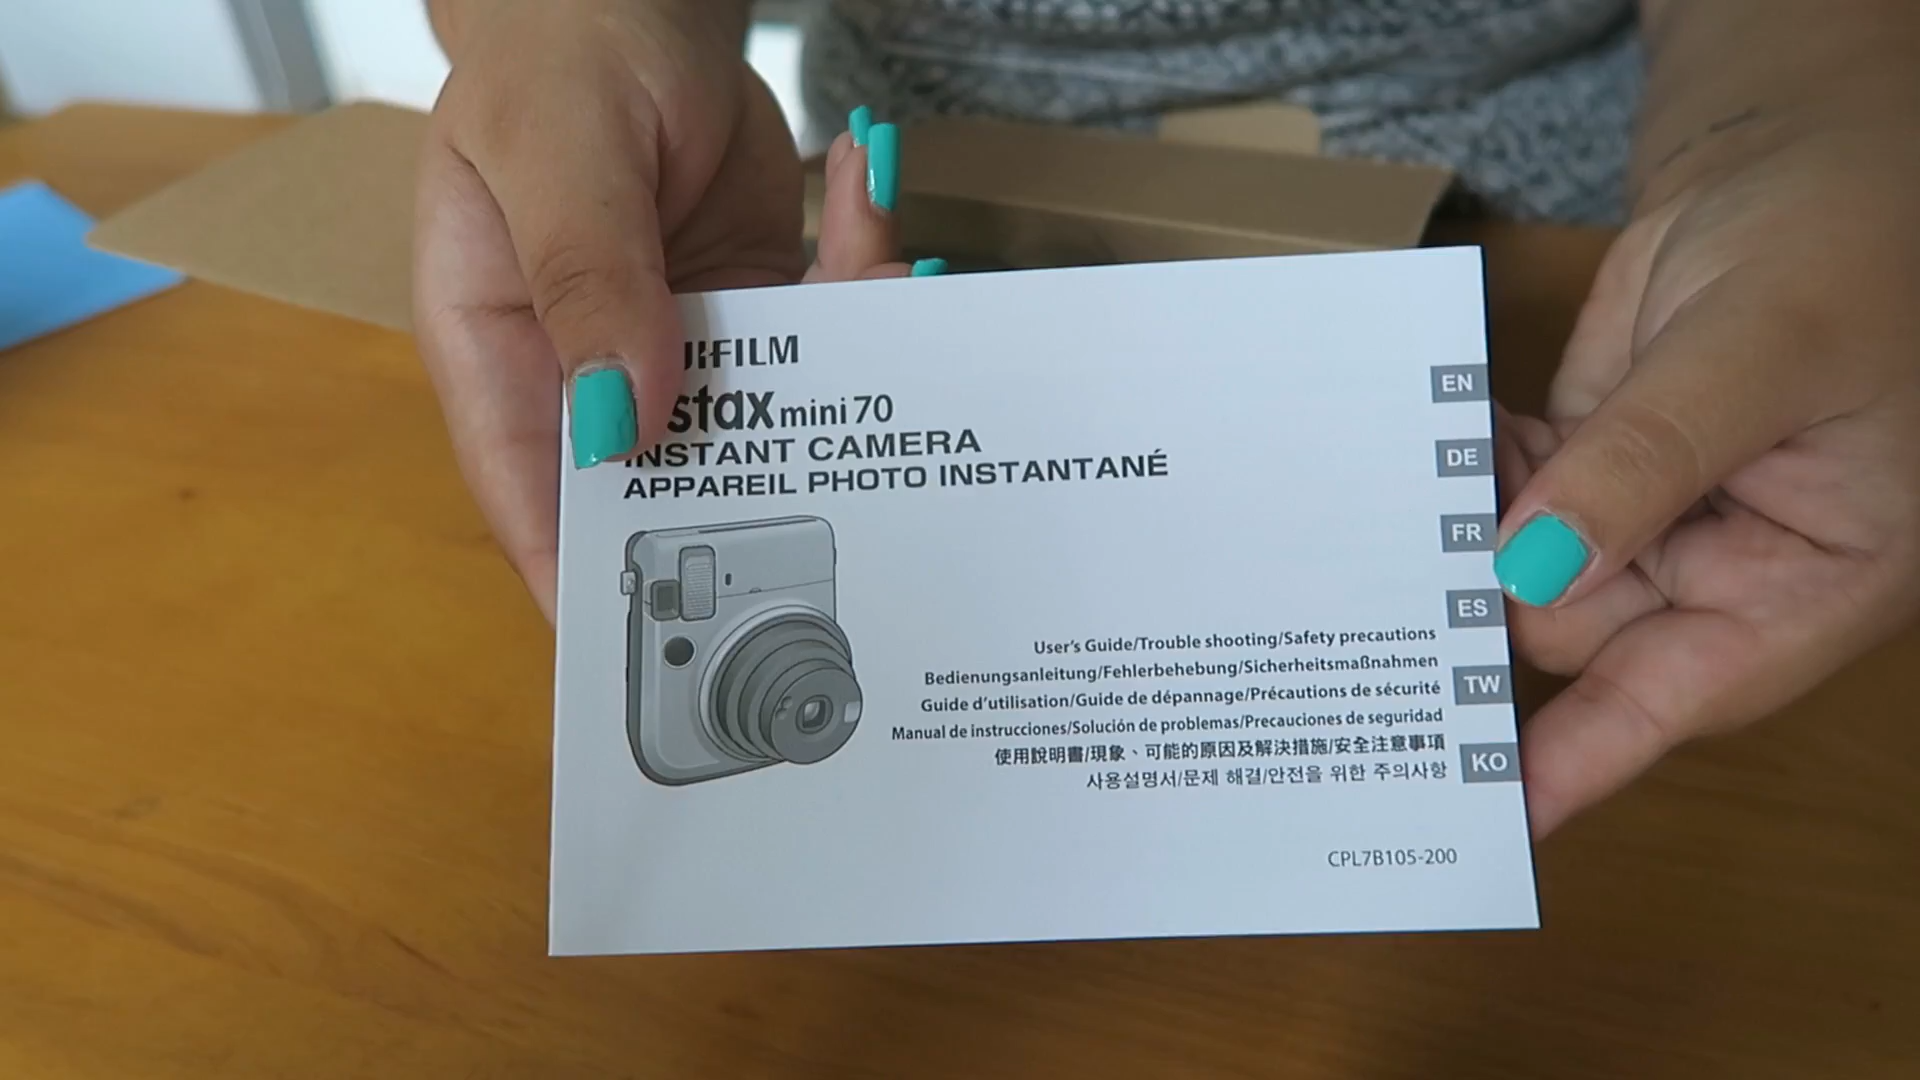 JIFILM
stax mini 70
INSTANT CAMERA
APPAREIL PHOTO INSTANTANÉ
EN
DE
FR
ES
TW
KO
User's Guide/Trouble shooting/Safety precautions
Bedienungsanleitung/Fehlerbehebung/Sicherheitsmaßnahmen
Guide d'utilisation/Guide de dépannage/Précautions de sécurité
Manual de instrucciones/Solución de problemas/Precauciones de seguridad
使用說明書/現象、可能的原因及解決措施/安全注意事項
사용설명서/문제 해결/안전을 위한 주의사항
CPL7B105-200